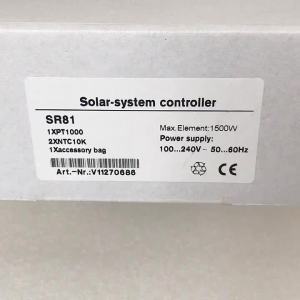 Solar-system controller
SR81
1XPT1000
2XNTC10K
1Xaccessory bag
Max.Element:1500W
Power supply:
100...240V~ 50...60Hz
Art.-Nr.:V11270686
CE